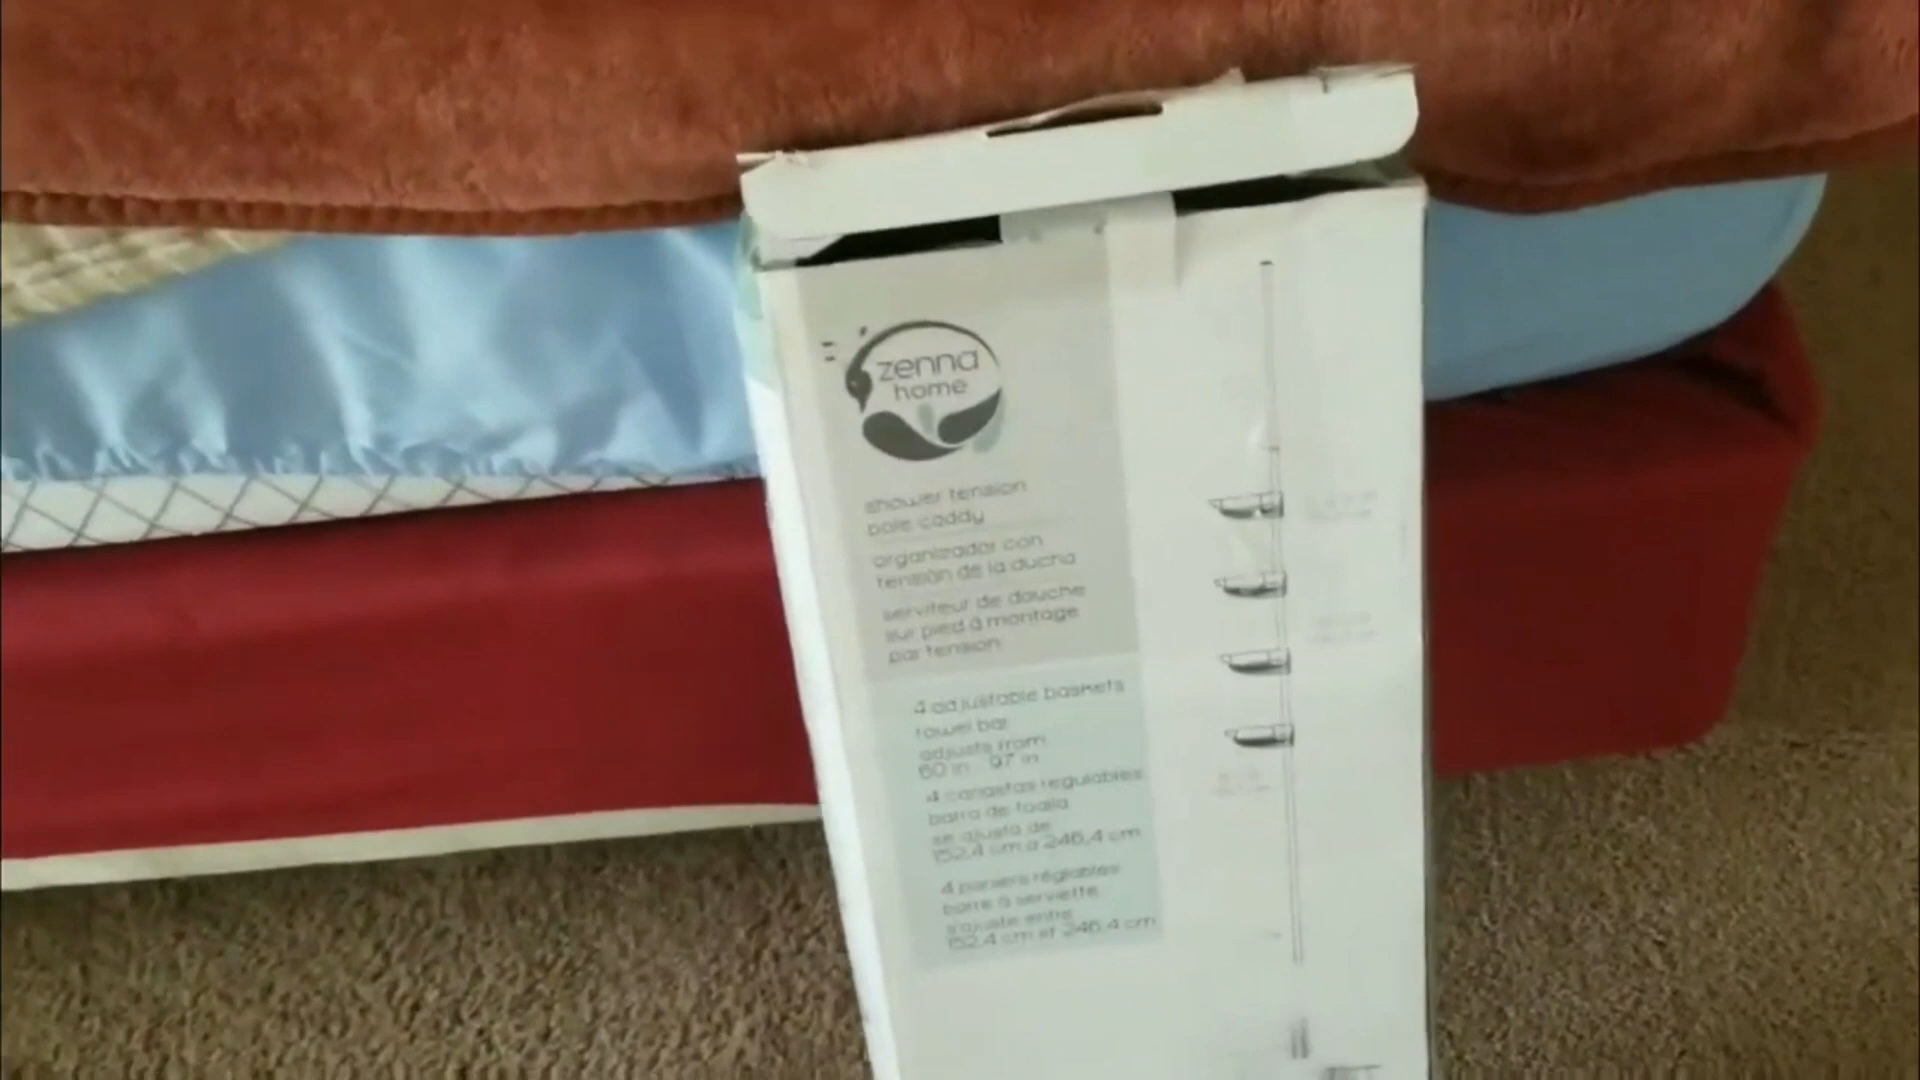 zenna
home
shower tension
pole caddy
organizador con
tensión de la ducha
serviteur de douche
sur pied à montage
par tension
4 adjustable baskets
towel bar
adjusts from
60 in - 97 in
4 canastas regulables
barra de toalla
se ajusta de
152,4 cm a 246,4 cm
4 paniers réglables
barre à serviette
s'ajuste entre
152,4 cm et 246,4 cm